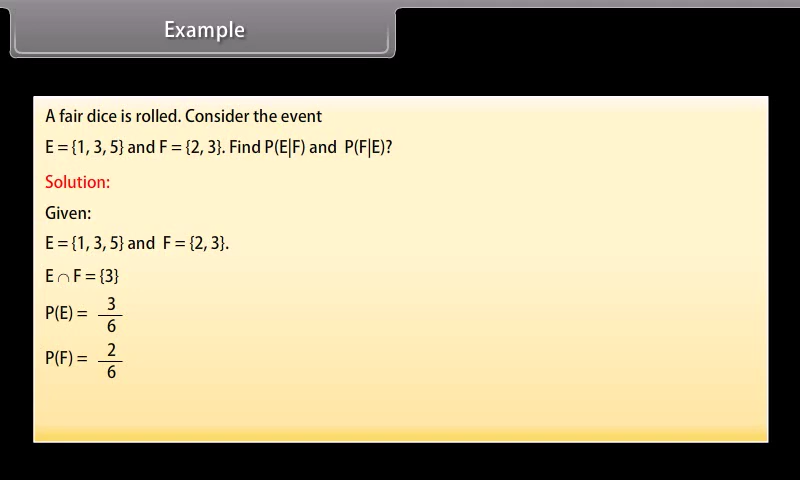 Example
A fair dice is rolled. Consider the event
E = {1, 3, 5} and F = {2, 3}. Find P(E|F) and P(F|E)?
Solution:
Given:
E = {1, 3, 5} and F = {2, 3}.
E ∩ F = {3}
P(E) = 3/6
P(F) = 2/6